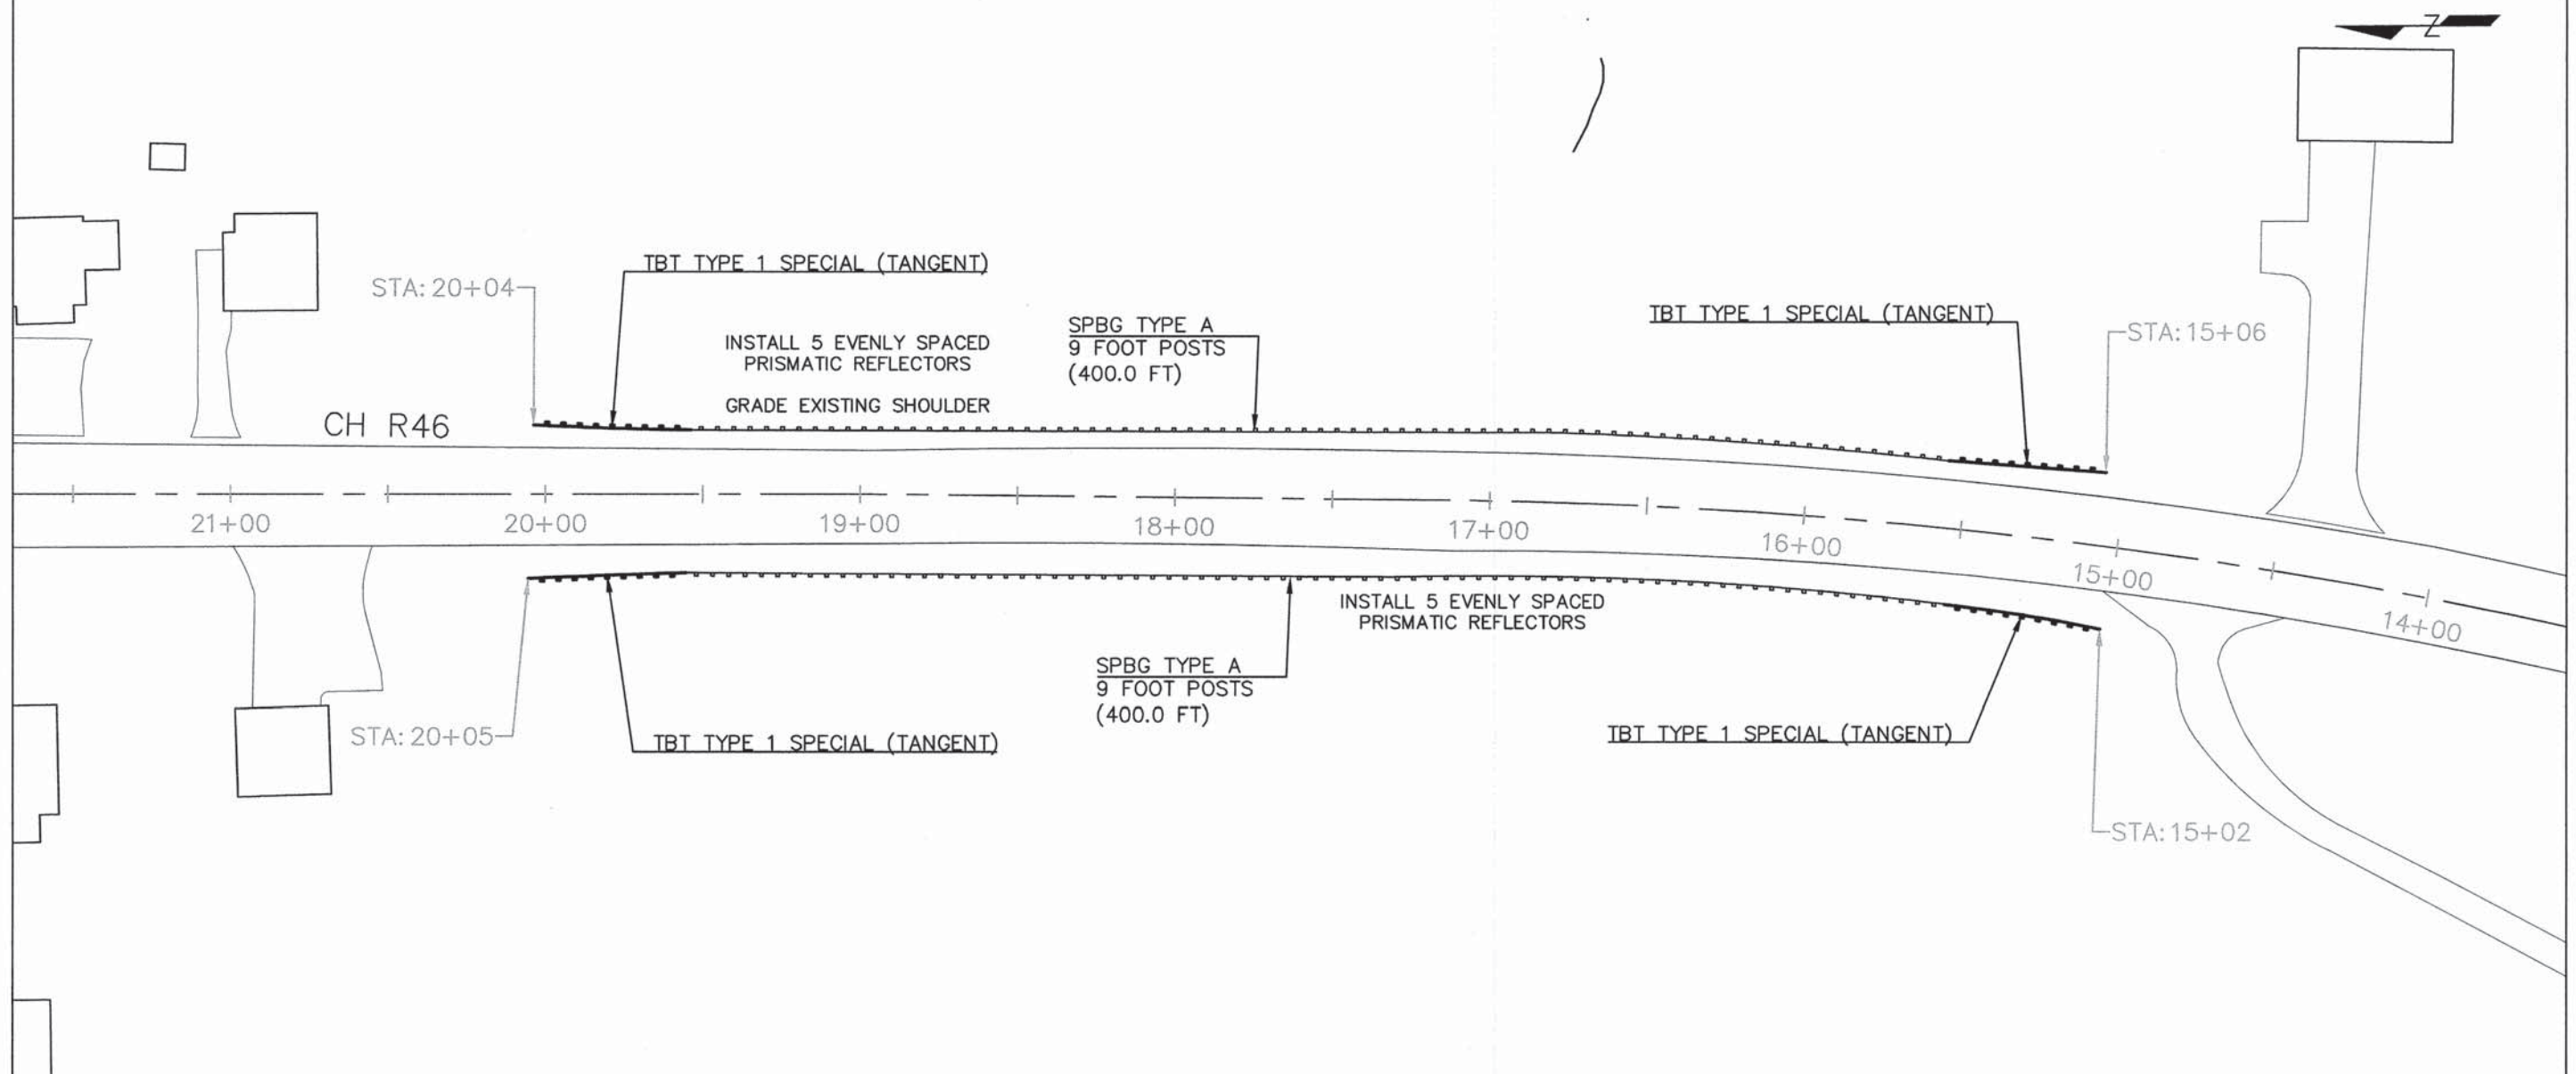 Z
TBT TYPE 1 SPECIAL (TANGENT)
STA: 20+04
INSTALL 5 EVENLY SPACED
PRISMATIC REFLECTORS
GRADE EXISTING SHOULDER
SPBG TYPE A
9 FOOT POSTS
(400.0 FT)
TBT TYPE 1 SPECIAL (TANGENT)
STA: 15+06
CH R46
21+00
20+00
19+00
18+00
17+00
16+00
15+00
14+00
INSTALL 5 EVENLY SPACED
PRISMATIC REFLECTORS
SPBG TYPE A
9 FOOT POSTS
(400.0 FT)
STA: 20+05
TBT TYPE 1 SPECIAL (TANGENT)
TBT TYPE 1 SPECIAL (TANGENT)
STA: 15+02